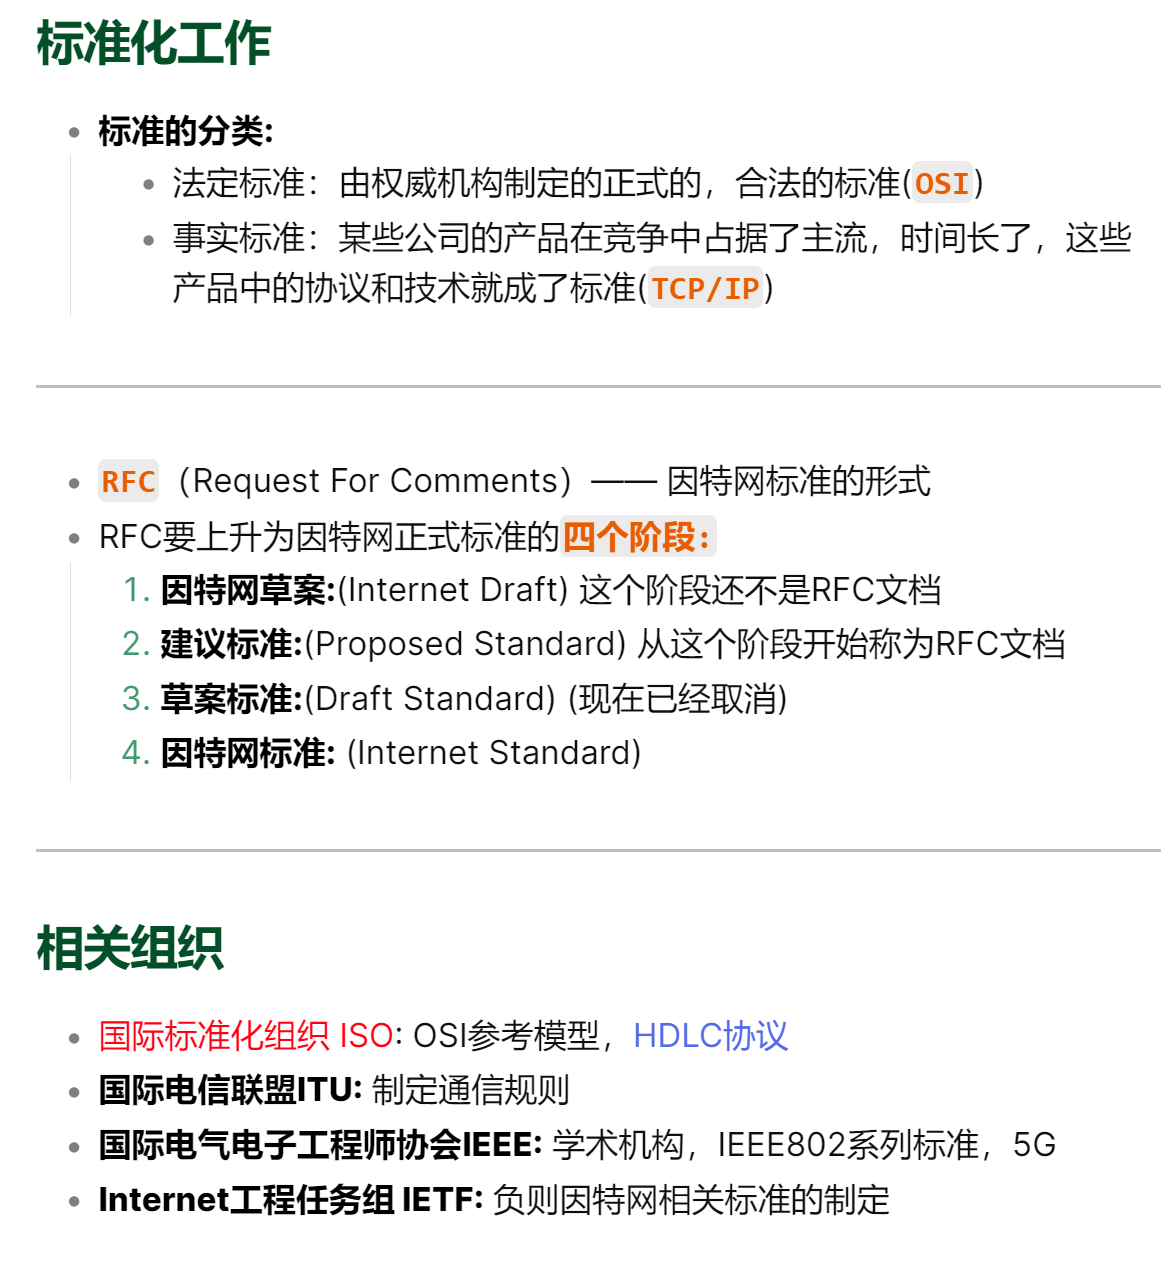 标准化工作
标准的分类:
法定标准：由权威机构制定的正式的，合法的标准(OSI)
事实标准：某些公司的产品在竞争中占据了主流，时间长了，这些
产品中的协议和技术就成了标准(TCP/IP)
RFC（Request For Comments）—— 因特网标准的形式
RFC要上升为因特网正式标准的四个阶段：
1. 因特网草案:(Internet Draft) 这个阶段还不是RFC文档
2. 建议标准:(Proposed Standard) 从这个阶段开始称为RFC文档
3. 草案标准:(Draft Standard) (现在已经取消)
4. 因特网标准: (Internet Standard)
相关组织
国际标准化组织 ISO: OSI参考模型，HDLC协议
国际电信联盟ITU: 制定通信规则
国际电气电子工程师协会IEEE: 学术机构，IEEE802系列标准，5G
Internet工程任务组 IETF: 负则因特网相关标准的制定